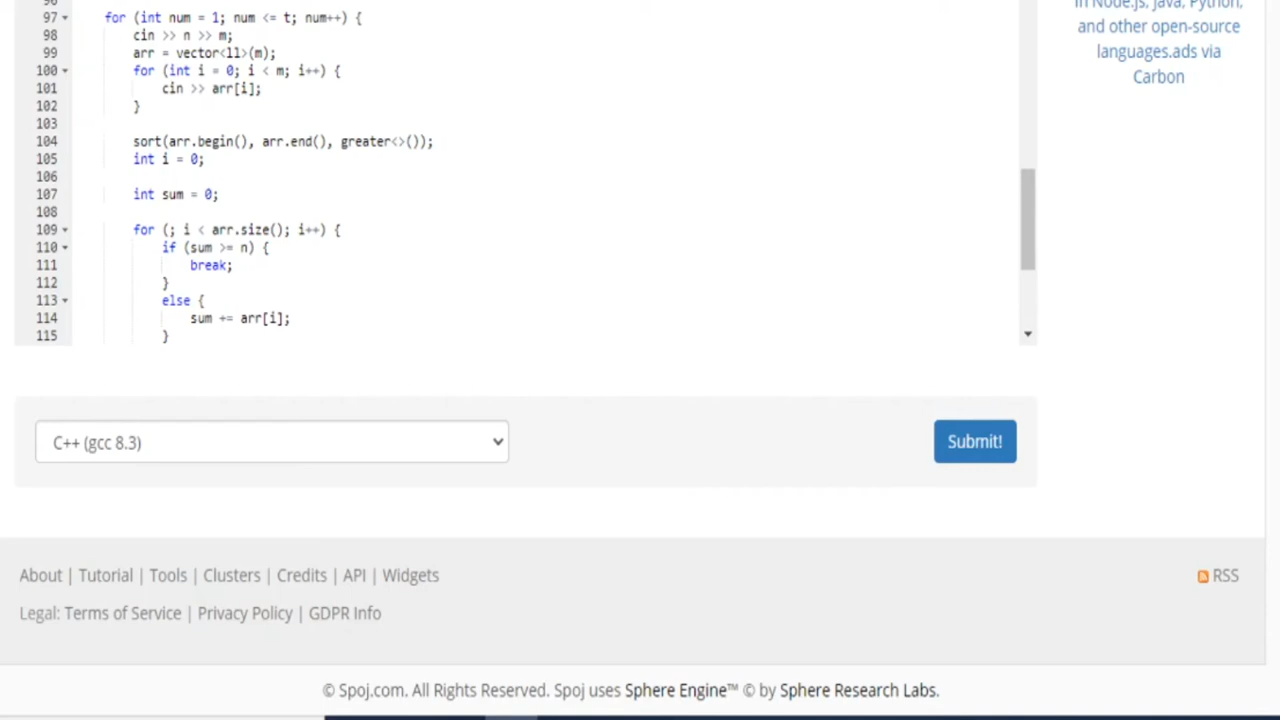 in Node.js, Java, Python,
and other open-source
languages.ads via
Carbon
96
97 for (int num = 1; num <= t; num++) {
98 cin >> n >> m;
99 arr = vector<ll>(m);
100 for (int i = 0; i < m; i++) {
101 cin >> arr[i];
102 }
103
104 sort(arr.begin(), arr.end(), greater<>());
105 int i = 0;
106
107 int sum = 0;
108
109 for (; i < arr.size(); i++) {
110 if (sum >= n) {
111 break;
112 }
113 else {
114 sum += arr[i];
115 }
C++ (gcc 8.3)
Submit!
About | Tutorial | Tools | Clusters | Credits | API | Widgets
RSS
Legal: Terms of Service | Privacy Policy | GDPR Info
© Spoj.com. All Rights Reserved. Spoj uses Sphere Engine™ © by Sphere Research Labs.